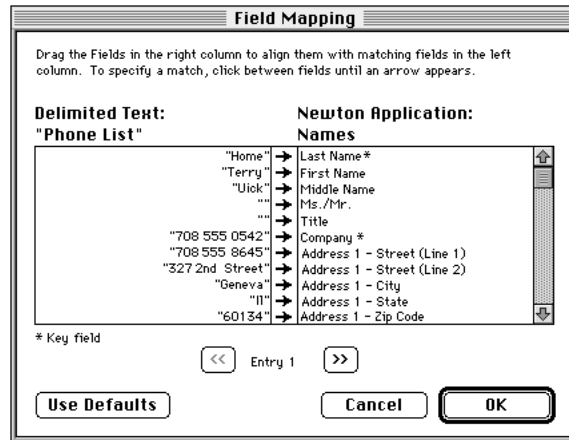 Field Mapping
Drag the Fields in the right column to align them with matching fields in the left
column. To specify a match, click between fields until an arrow appears.
Delimited Text: Newton Application:
"Phone List" Names
"Home" → Last Name*
"Terry" → First Name
"Vick" → Middle Name
"" → Ms./Mr.
"" → Title
"708 555 0542" → Company *
"708 555 8645" → Address 1 - Street (Line 1)
"327 2nd Street" → Address 1 - Street (Line 2)
"Geneva" → Address 1 - City
"Il" → Address 1 - State
"60134" → Address 1 - Zip Code
* Key field
<< Entry 1 >>
Use Defaults Cancel OK